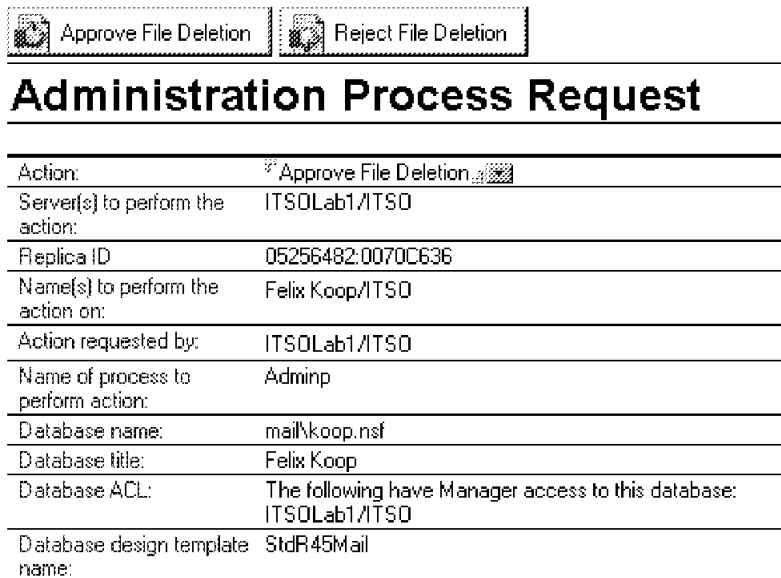 Approve File Deletion Reject File Deletion
Administration Process Request
Action: Approve File Deletion
Server(s) to perform the ITSOLab1/ITSO
action:
Replica ID 05256482:0070C636
Name(s) to perform the Felix Koop/ITSO
action on:
Action requested by: ITSOLab1/ITSO
Name of process to Adminp
perform action:
Database name: mail\koop.nsf
Database title: Felix Koop
Database ACL: The following have Manager access to this database:
ITSOLab1/ITSO
Database design template StdR45Mail
name: